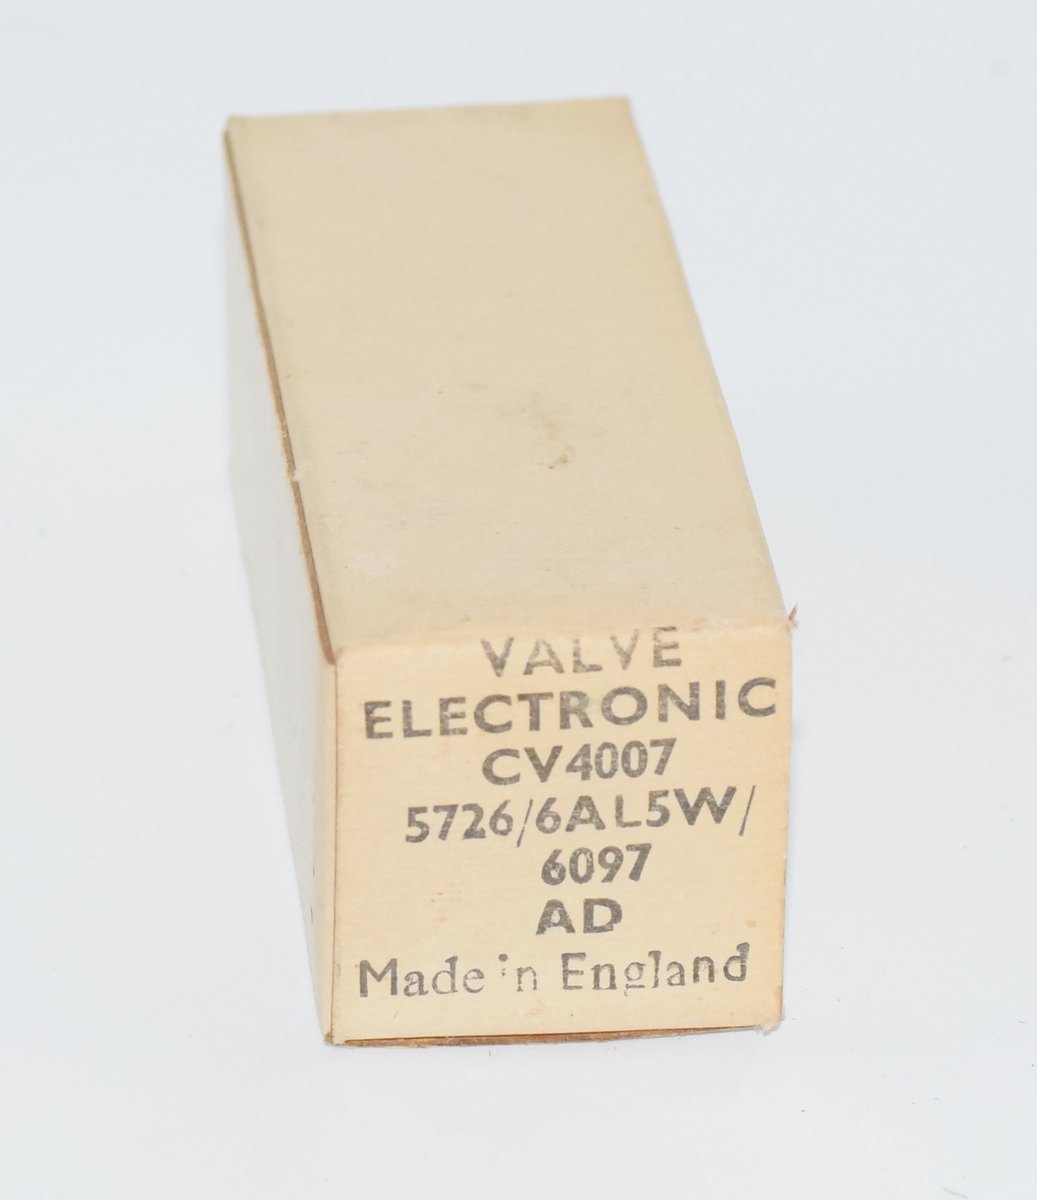 VALVE
ELECTRONIC
CV4007
5726/6AL5W/
6097
AD
Made in England